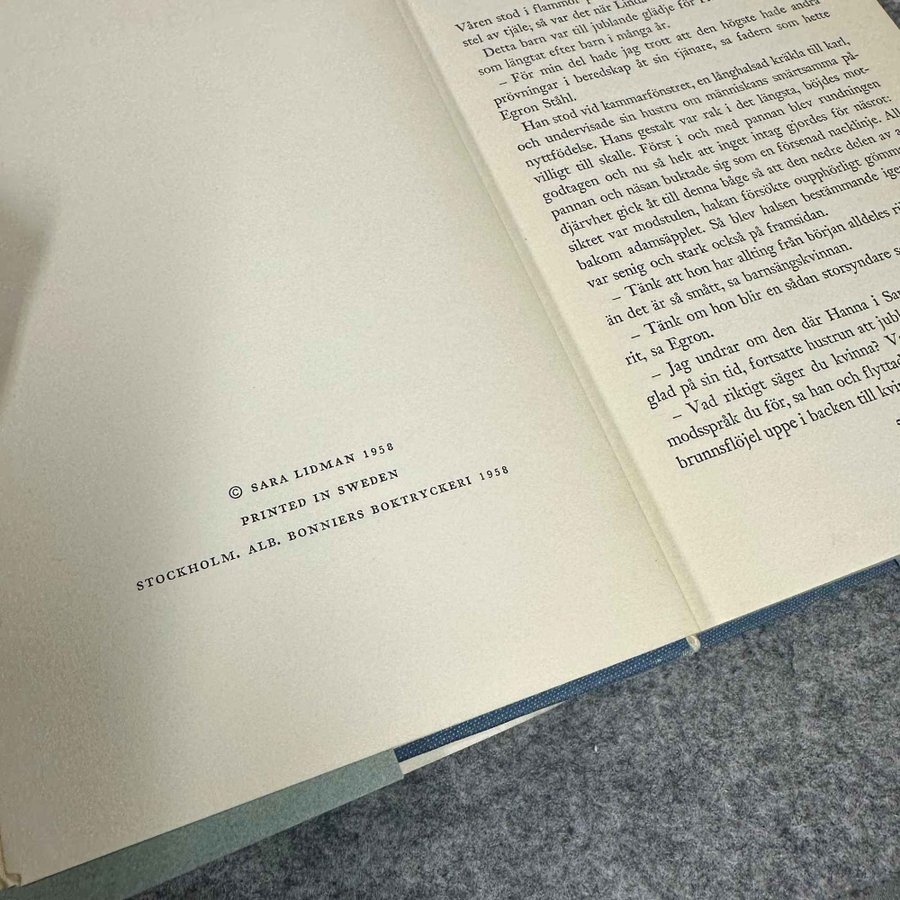 © SARA LIDMAN 1958
PRINTED IN SWEDEN
STOCKHOLM. ALB. BONNIERS BOKTRYCKERI 1958
Våren stod i flammor
stel av tjäle; så var det när Linda
Detta barn var till jublande glädje för
som längtat efter barn i många år.
– För min del hade jag trott att den högste hade andra
prövningar i beredskap åt sin tjänare, sa fadern som hette
Egron Ståhl.
Han stod vid kammarfönstret, en långhalsad kräkla till karl,
och undervisade sin hustru om människans smärtsamma på-
nyttfödelse. Hans gestalt var rak i det längsta, böjdes mot-
villigt till skalle. Först i och med pannan blev rundningen
godtagen och nu så helt att inget intag gjordes för näsrot:
pannan och näsan buktade sig som en försenad nacklinje. All
djärvhet gick åt till denna båge så att den nedre delen av
siktet var modstulen, hakan försökte oupphörligt gömma
bakom adamsäpplet. Så blev halsen bestämmande
var senig och stark också på framsidan.
– Tänk att hon har allting från början alldeles
än det är så smått, sa barnsängskvinnan.
– Tänk om hon blir en sådan storsyndare
rit, sa Egron.
– Jag undrar om den där Hanna i
glad på sin tid, fortsatte hustrun att
– Vad riktigt säger du kvinna?
modsspråk du för, sa han och
brunnsflöjel uppe i backen till